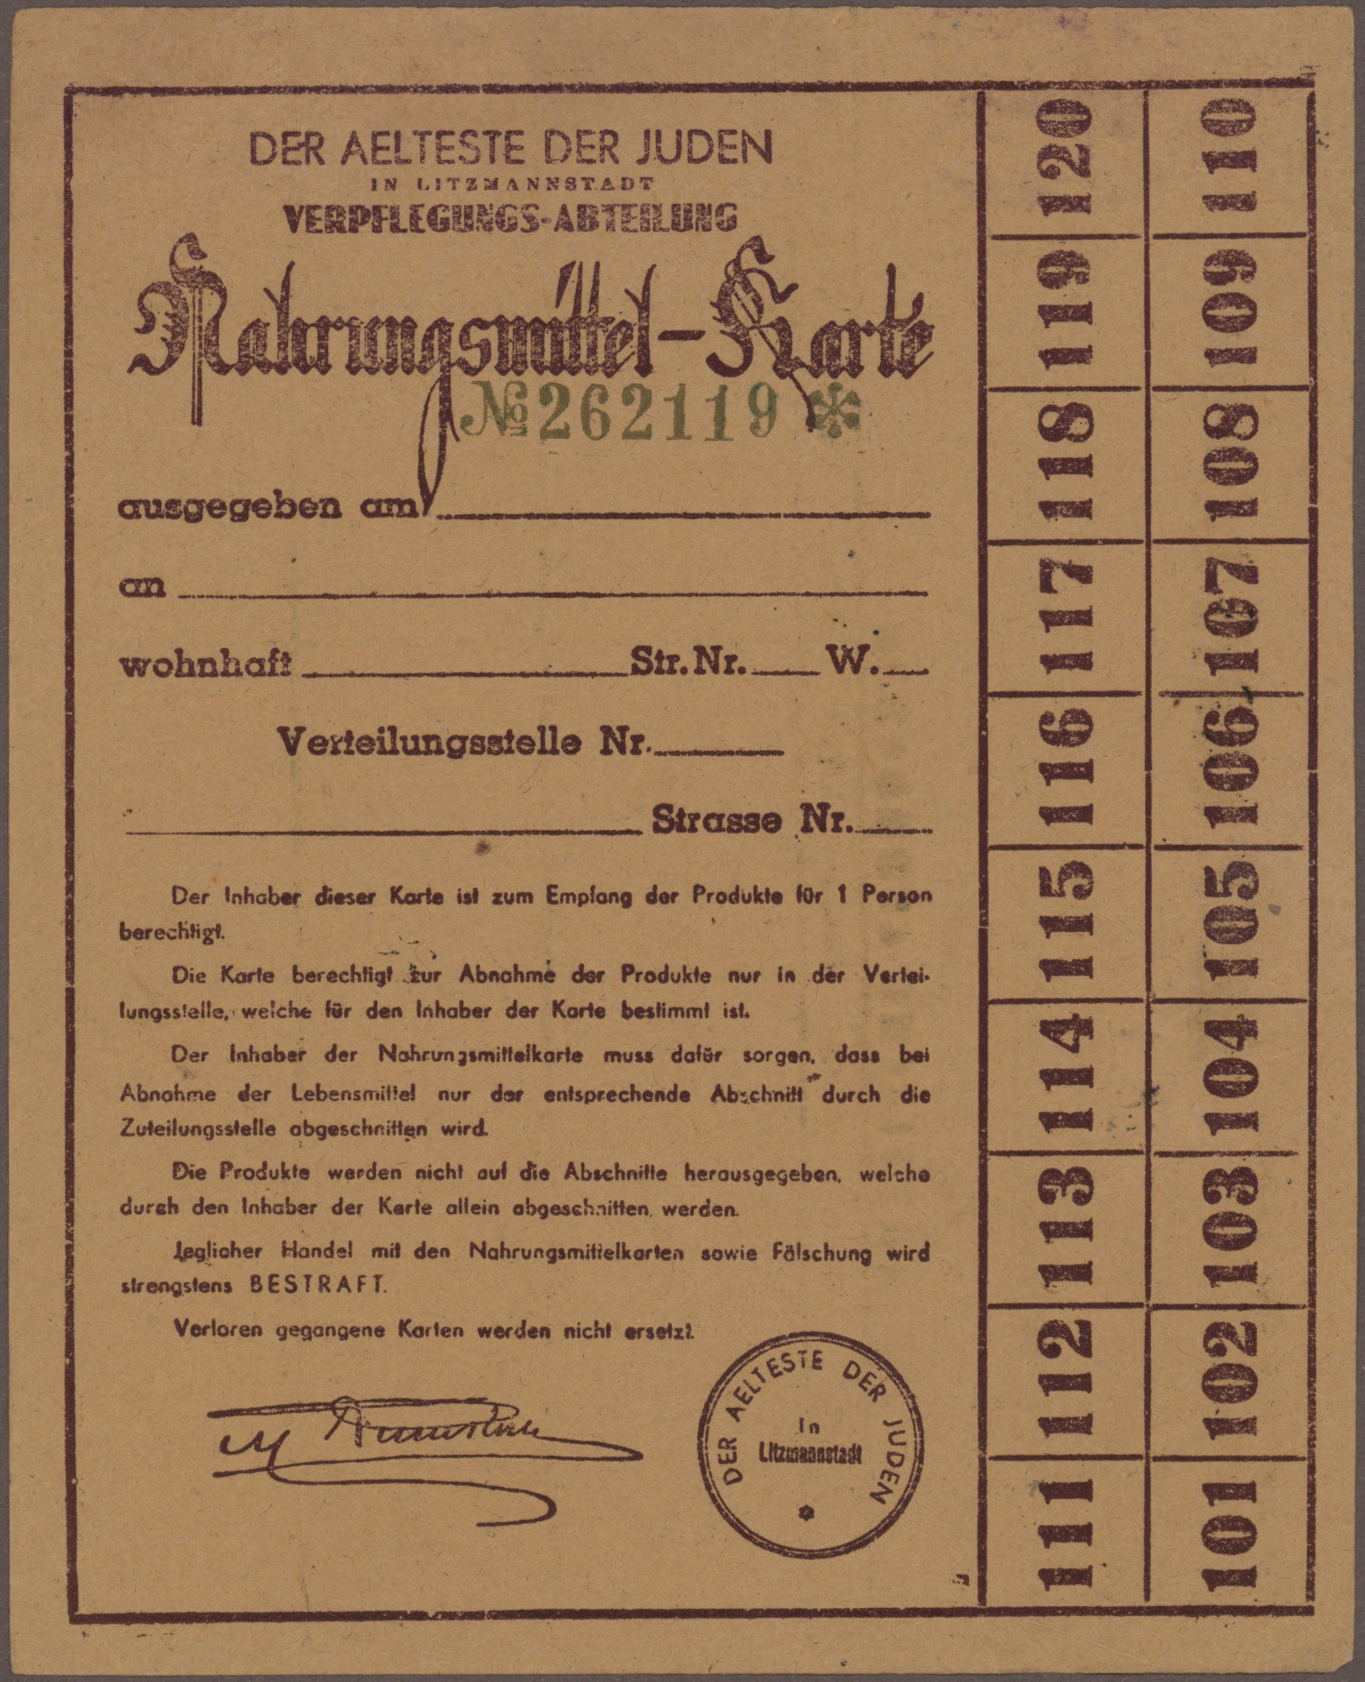 DER AELTESTE DER JUDEN
IN LITZMANNSTADT
VERPFLEGUNGS-ABTEILUNG
Nahrungsmittel-Karte
№ 262119 *
ausgegeben am
an
wohnhaft Str. Nr. W.
Verteilungsstelle Nr.
Strasse Nr.
Der Inhaber dieser Karte ist zum Empfang der Produkte für 1 Person
berechtigt.
Die Karte berechtigt zur Abnahme der Produkte nur in der Vertei-
lungsstelle, welche für den Inhaber der Karte bestimmt ist.
Der Inhaber der Nahrungsmittelkarte muss dafür sorgen, dass bei
Abnahme der Lebensmittel nur der entsprechende Abschnitt durch die
Zuteilungsstelle abgeschnitten wird.
Die Produkte werden nicht auf die Abschnitte herausgegeben, welche
durch den Inhaber der Karte allein abgeschnitten werden.
Jeglicher Handel mit den Nahrungsmittelkarten sowie Fälschung wird
strengstens BESTRAFT.
Verloren gegangene Karten werden nicht ersetzt.
DER AELTESTE DER JUDEN
In
Litzmannstadt
120 110
119 109
118 108
117 107
116 106
115 105
114 104
113 103
112 102
111 101